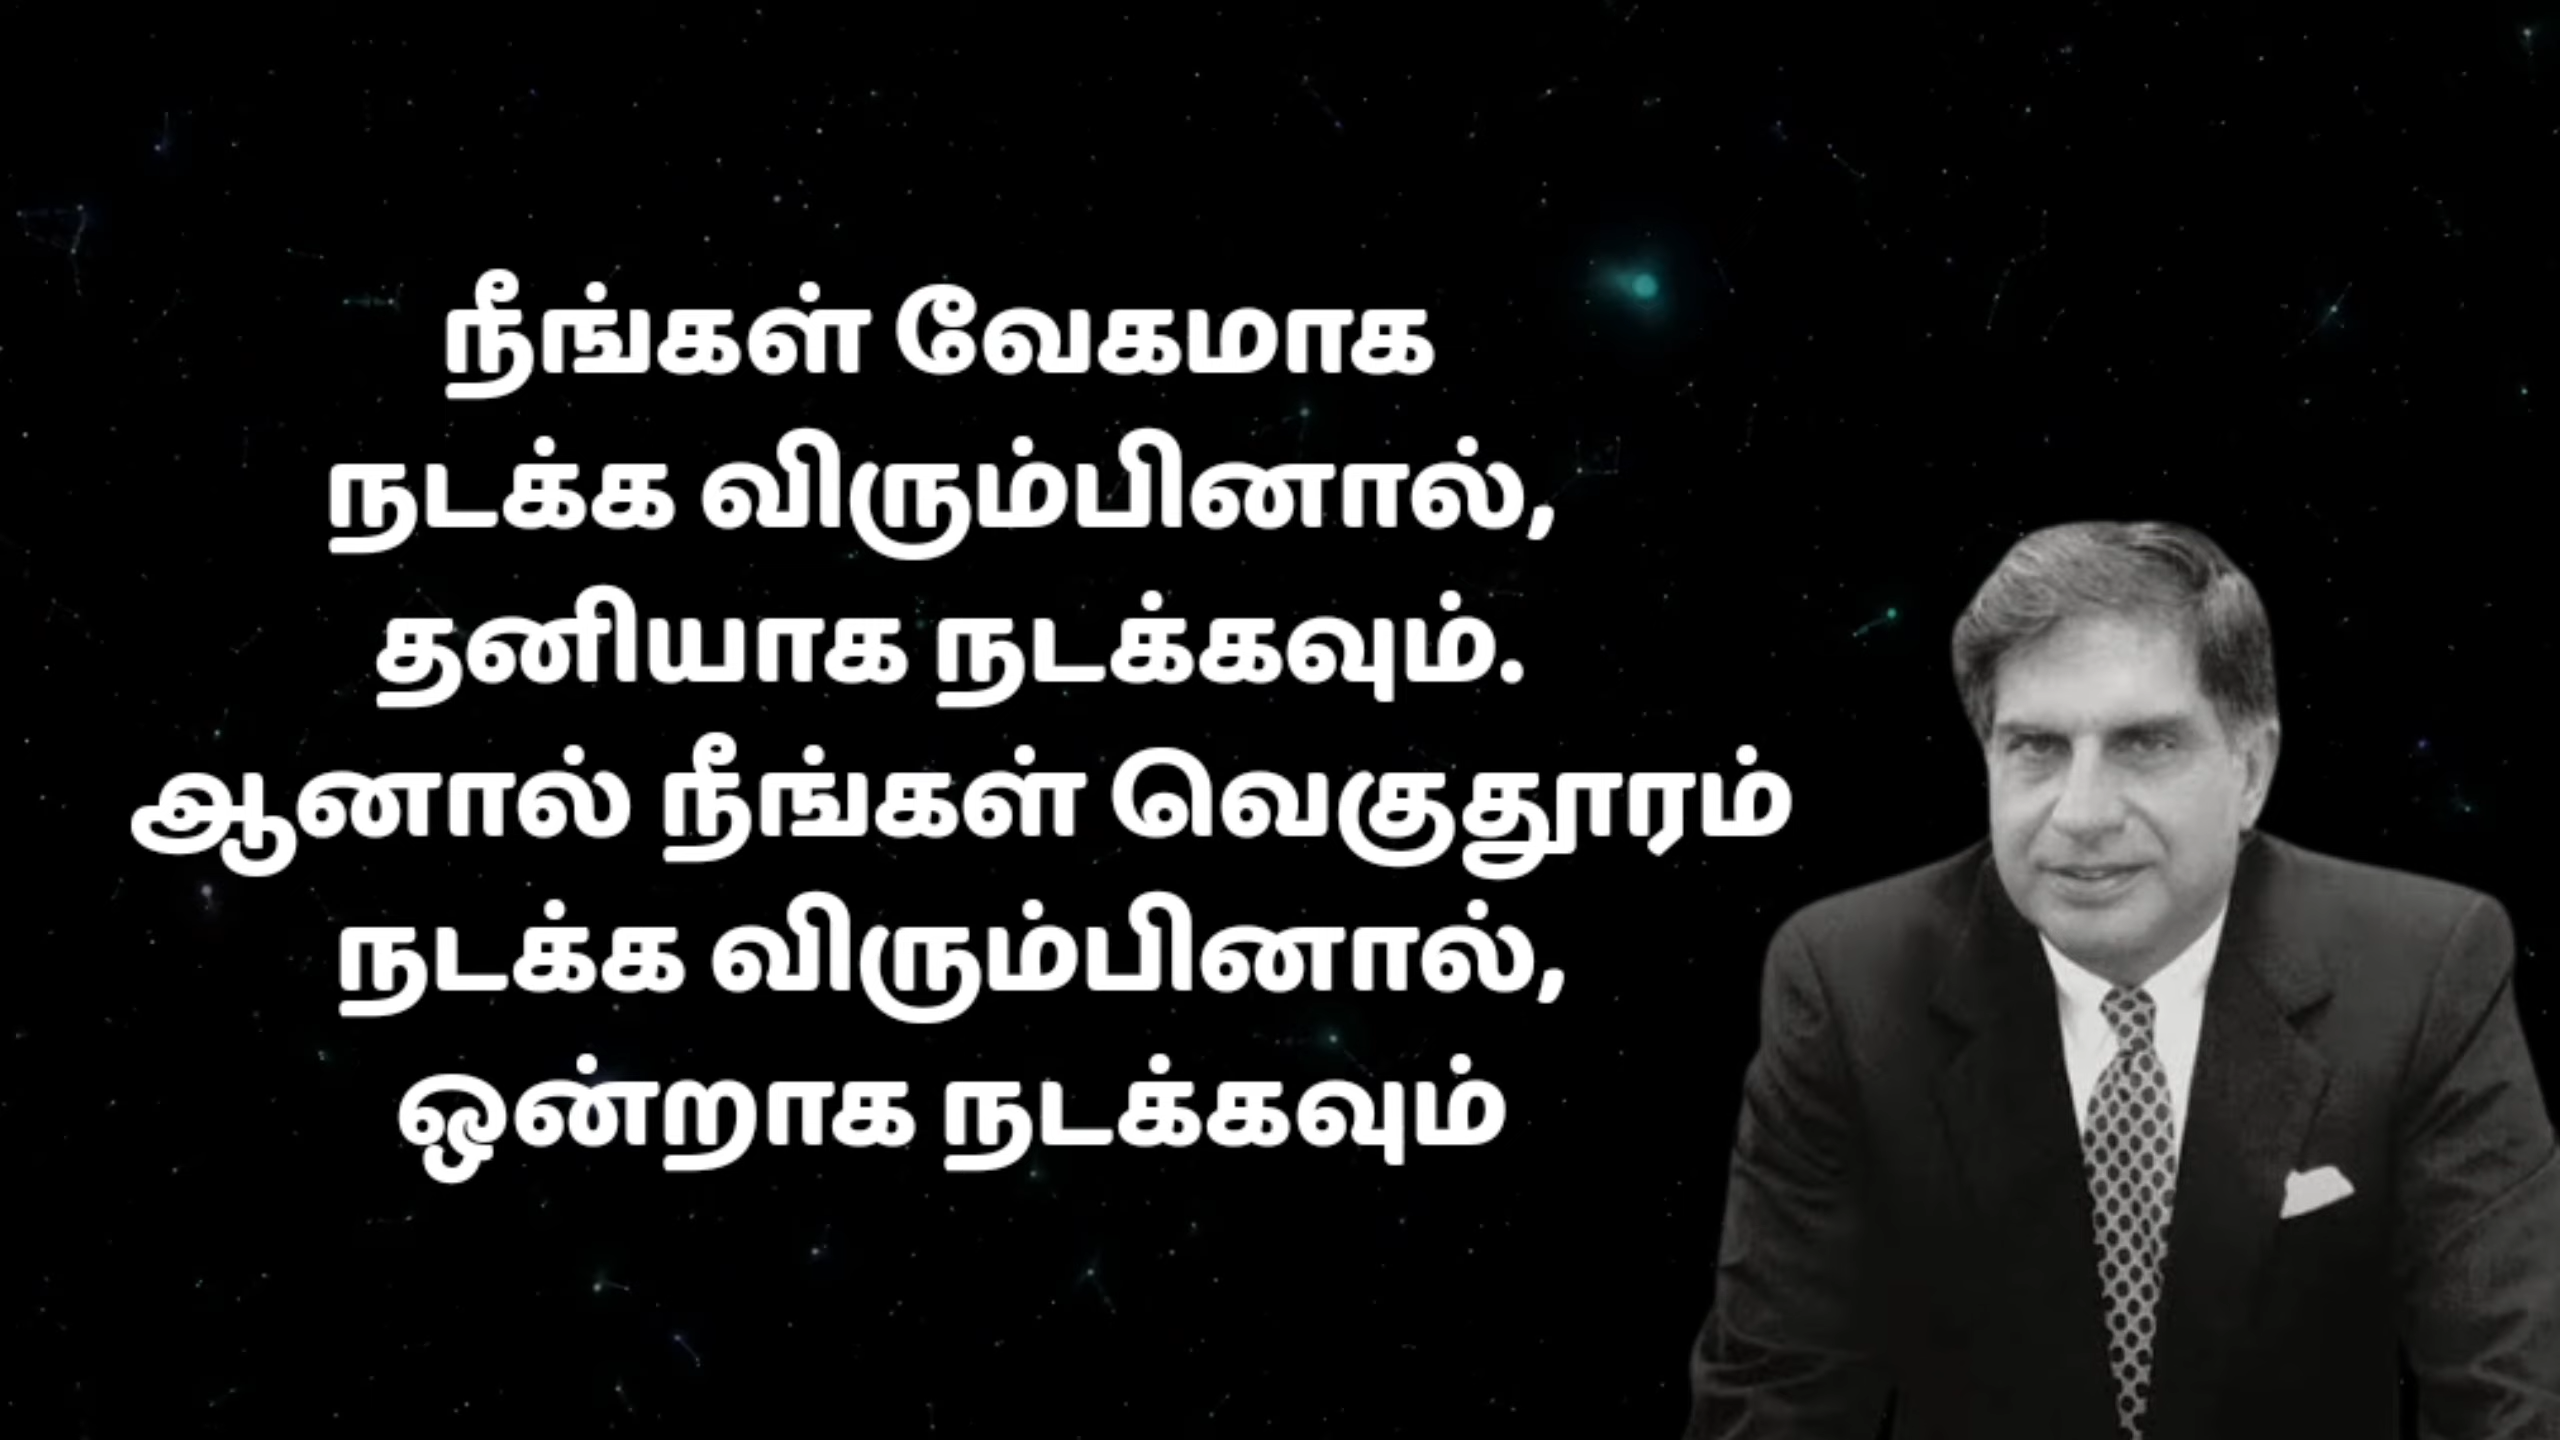 நீங்கள் வேகமாக
நடக்க விரும்பினால்,
தனியாக நடக்கவும்.
ஆனால் நீங்கள் வெகுதூரம்
நடக்க விரும்பினால்,
ஒன்றாக நடக்கவும்